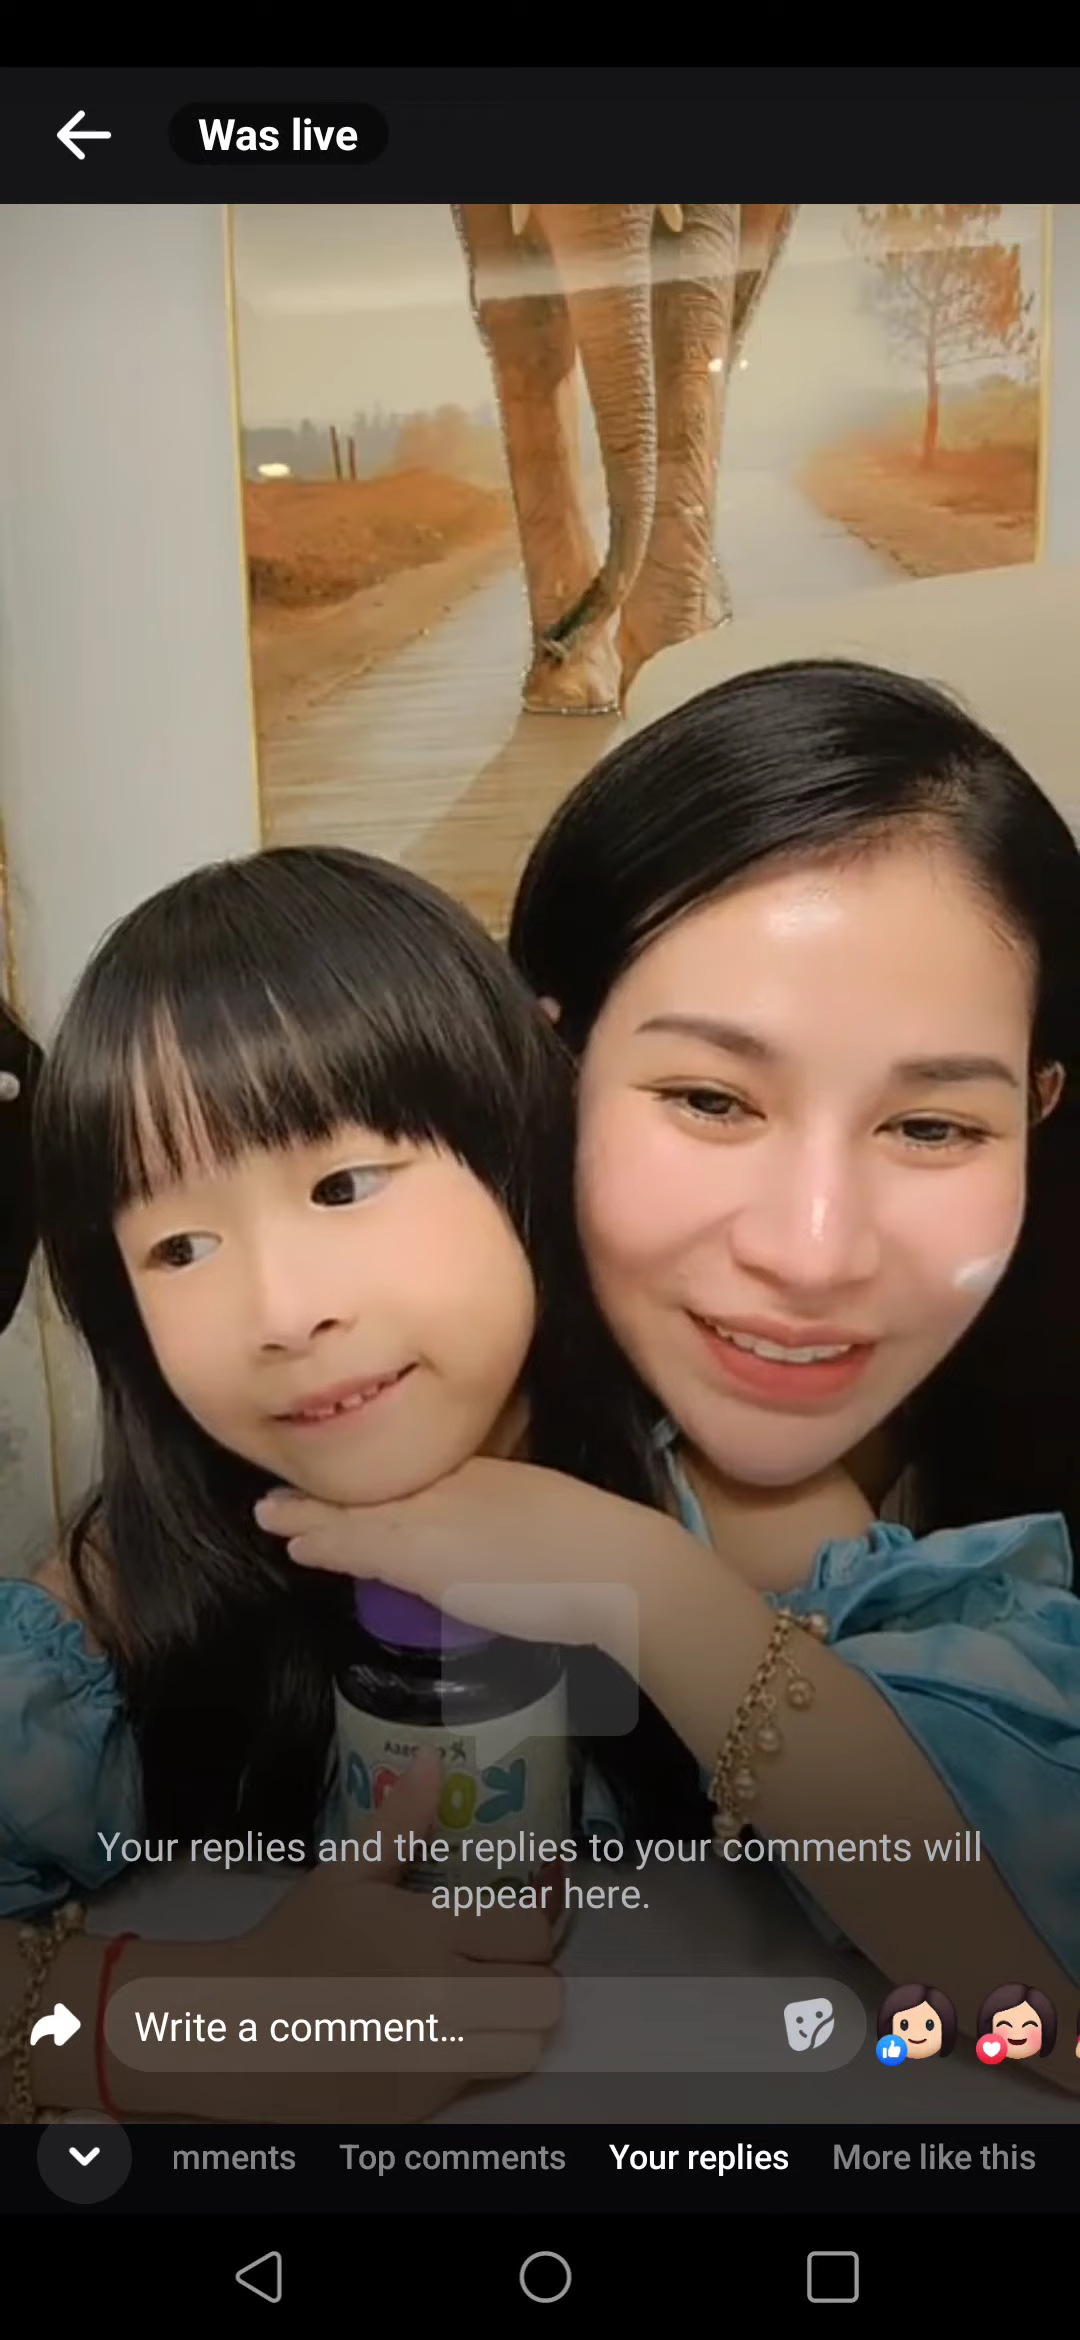 Was live
Your replies and the replies to your comments will
appear here.
Write a comment...
mments
Top comments
Your replies
More like this